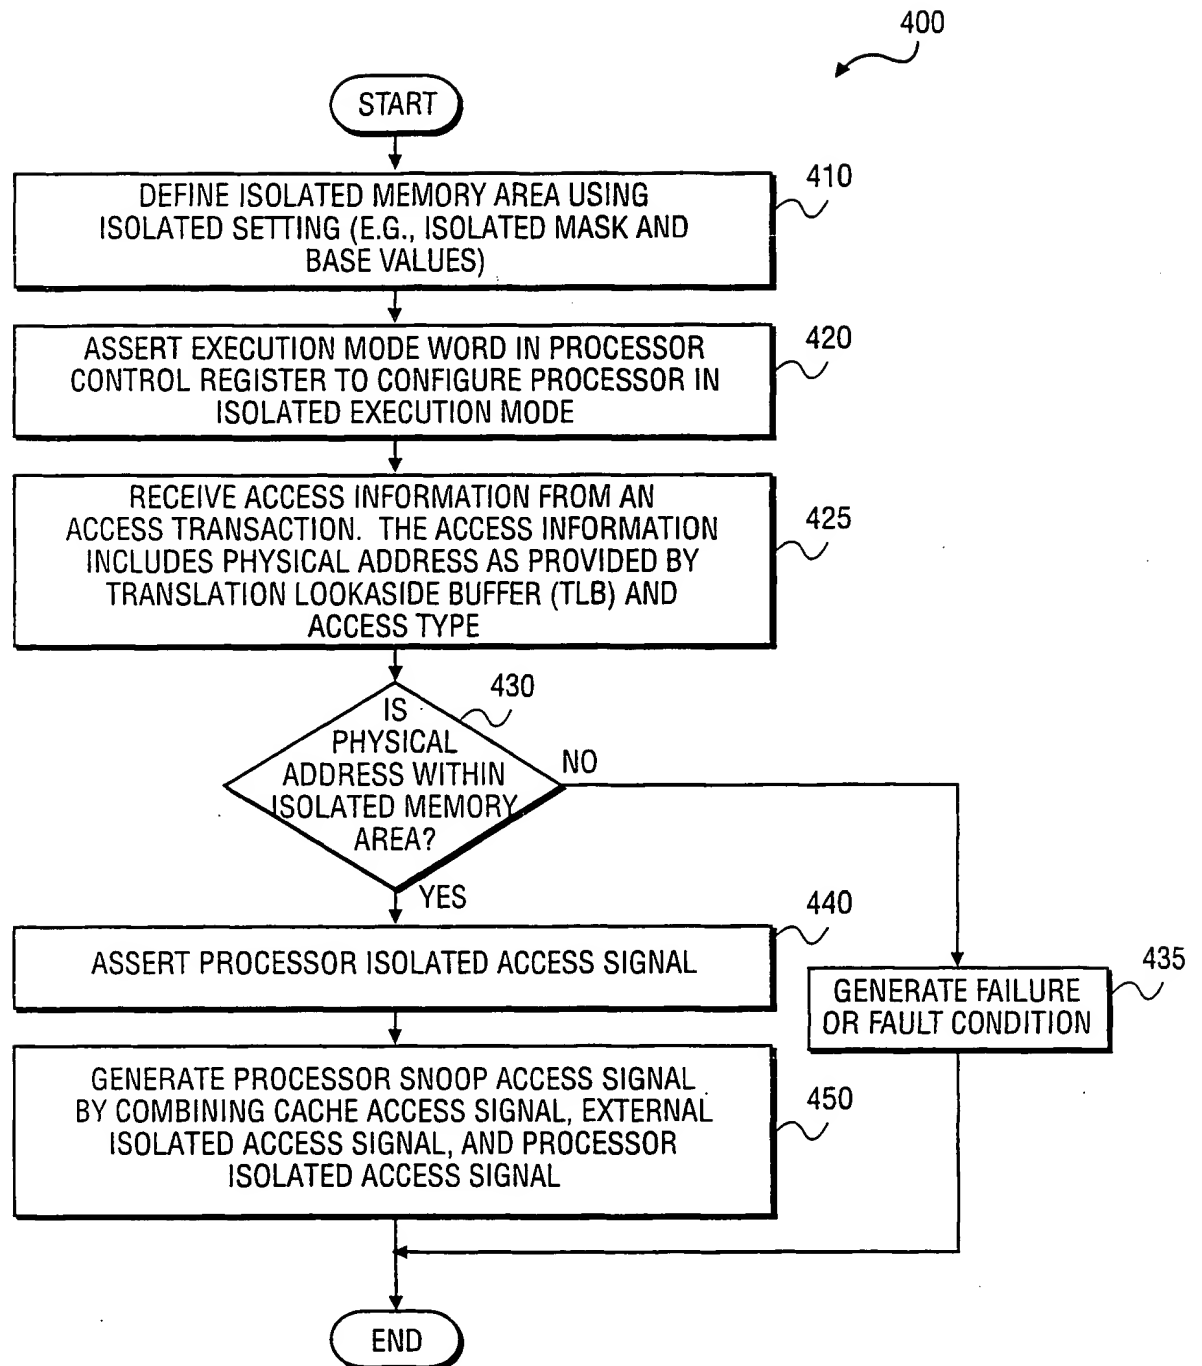 400
START
DEFINE ISOLATED MEMORY AREA USING
ISOLATED SETTING (E.G., ISOLATED MASK AND
BASE VALUES)
410
ASSERT EXECUTION MODE WORD IN PROCESSOR
CONTROL REGISTER TO CONFIGURE PROCESSOR IN
ISOLATED EXECUTION MODE
420
RECEIVE ACCESS INFORMATION FROM AN
ACCESS TRANSACTION. THE ACCESS INFORMATION
INCLUDES PHYSICAL ADDRESS AS PROVIDED BY
TRANSLATION LOOKASIDE BUFFER (TLB) AND
ACCESS TYPE
425
IS
PHYSICAL
ADDRESS WITHIN
ISOLATED MEMORY
AREA?
430
NO
YES
ASSERT PROCESSOR ISOLATED ACCESS SIGNAL
440
GENERATE FAILURE
OR FAULT CONDITION
435
GENERATE PROCESSOR SNOOP ACCESS SIGNAL
BY COMBINING CACHE ACCESS SIGNAL, EXTERNAL
ISOLATED ACCESS SIGNAL, AND PROCESSOR
ISOLATED ACCESS SIGNAL
450
END